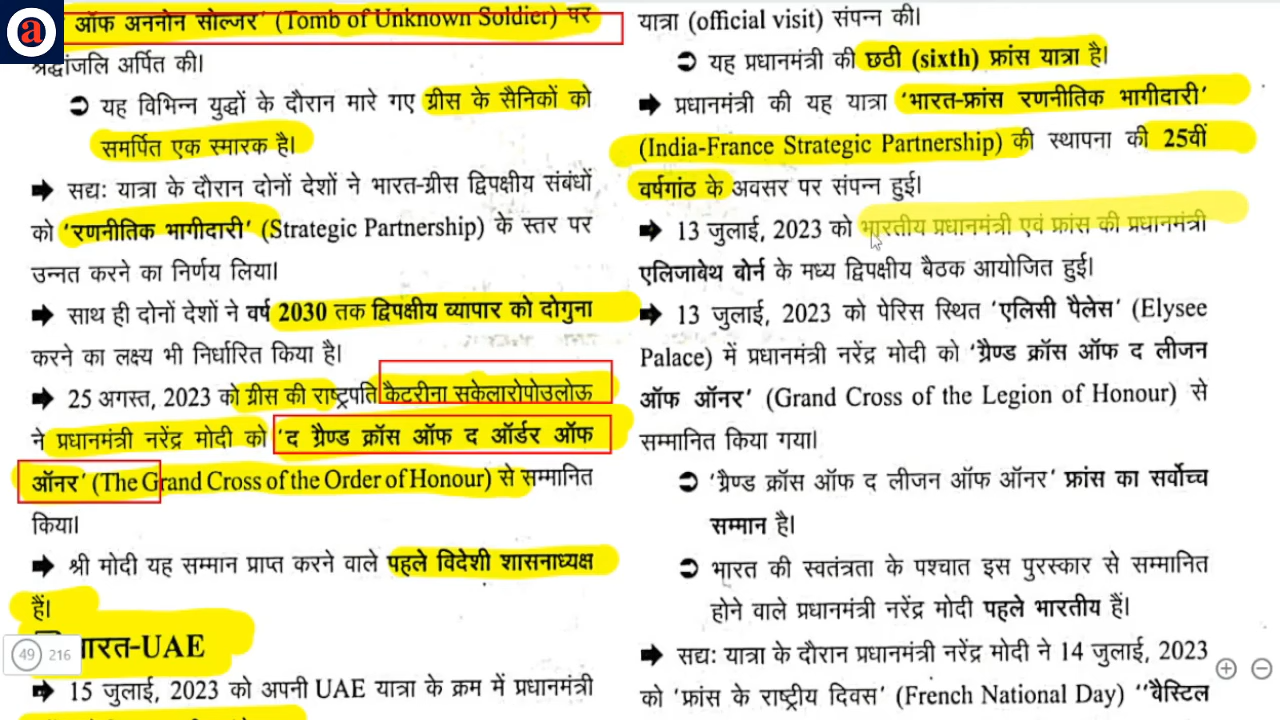 a
ऑफ अननोन सोल्जर' (Tomb of Unknown Soldier) पर
श्रद्धांजलि अर्पित की।
➲ यह विभिन्न युद्धों के दौरान मारे गए ग्रीस के सैनिकों को
समर्पित एक स्मारक है।
➡ सद्यः यात्रा के दौरान दोनों देशों ने भारत-ग्रीस द्विपक्षीय संबंधों
को 'रणनीतिक भागीदारी' (Strategic Partnership) के स्तर पर
उन्नत करने का निर्णय लिया।
➡ साथ ही दोनों देशों ने वर्ष 2030 तक द्विपक्षीय व्यापार को दोगुना
करने का लक्ष्य भी निर्धारित किया है।
➡ 25 अगस्त, 2023 को ग्रीस की राष्ट्रपति कैटरीना सकेलारोपोउलोऊ
ने प्रधानमंत्री नरेंद्र मोदी को 'द ग्रैण्ड क्रॉस ऑफ द ऑर्डर ऑफ
ऑनर' (The Grand Cross of the Order of Honour) से सम्मानित
किया।
➡ श्री मोदी यह सम्मान प्राप्त करने वाले पहले विदेशी शासनाध्यक्ष
हैं।
भारत-UAE
49 216
➡ 15 जुलाई, 2023 को अपनी UAE यात्रा के क्रम में प्रधानमंत्री
यात्रा (official visit) संपन्न की।
➲ यह प्रधानमंत्री की छठी (sixth) फ्रांस यात्रा है।
➡ प्रधानमंत्री की यह यात्रा 'भारत-फ्रांस रणनीतिक भागीदारी'
(India-France Strategic Partnership) की स्थापना की 25वीं
वर्षगांठ के अवसर पर संपन्न हुई।
➡ 13 जुलाई, 2023 को भारतीय प्रधानमंत्री एवं फ्रांस की प्रधानमंत्री
एलिजाबेथ बोर्न के मध्य द्विपक्षीय बैठक आयोजित हुई।
➡ 13 जुलाई, 2023 को पेरिस स्थित 'एलिसी पैलेस' (Elysee
Palace) में प्रधानमंत्री नरेंद्र मोदी को 'ग्रैण्ड क्रॉस ऑफ द लीजन
ऑफ ऑनर' (Grand Cross of the Legion of Honour) से
सम्मानित किया गया।
➲ 'ग्रैण्ड क्रॉस ऑफ द लीजन ऑफ ऑनर' फ्रांस का सर्वोच्च
सम्मान है।
➲ भारत की स्वतंत्रता के पश्चात इस पुरस्कार से सम्मानित
होने वाले प्रधानमंत्री नरेंद्र मोदी पहले भारतीय हैं।
➡ सद्यः यात्रा के दौरान प्रधानमंत्री नरेंद्र मोदी ने 14 जुलाई, 2023
को 'फ्रांस के राष्ट्रीय दिवस' (French National Day) ''बैस्टिल